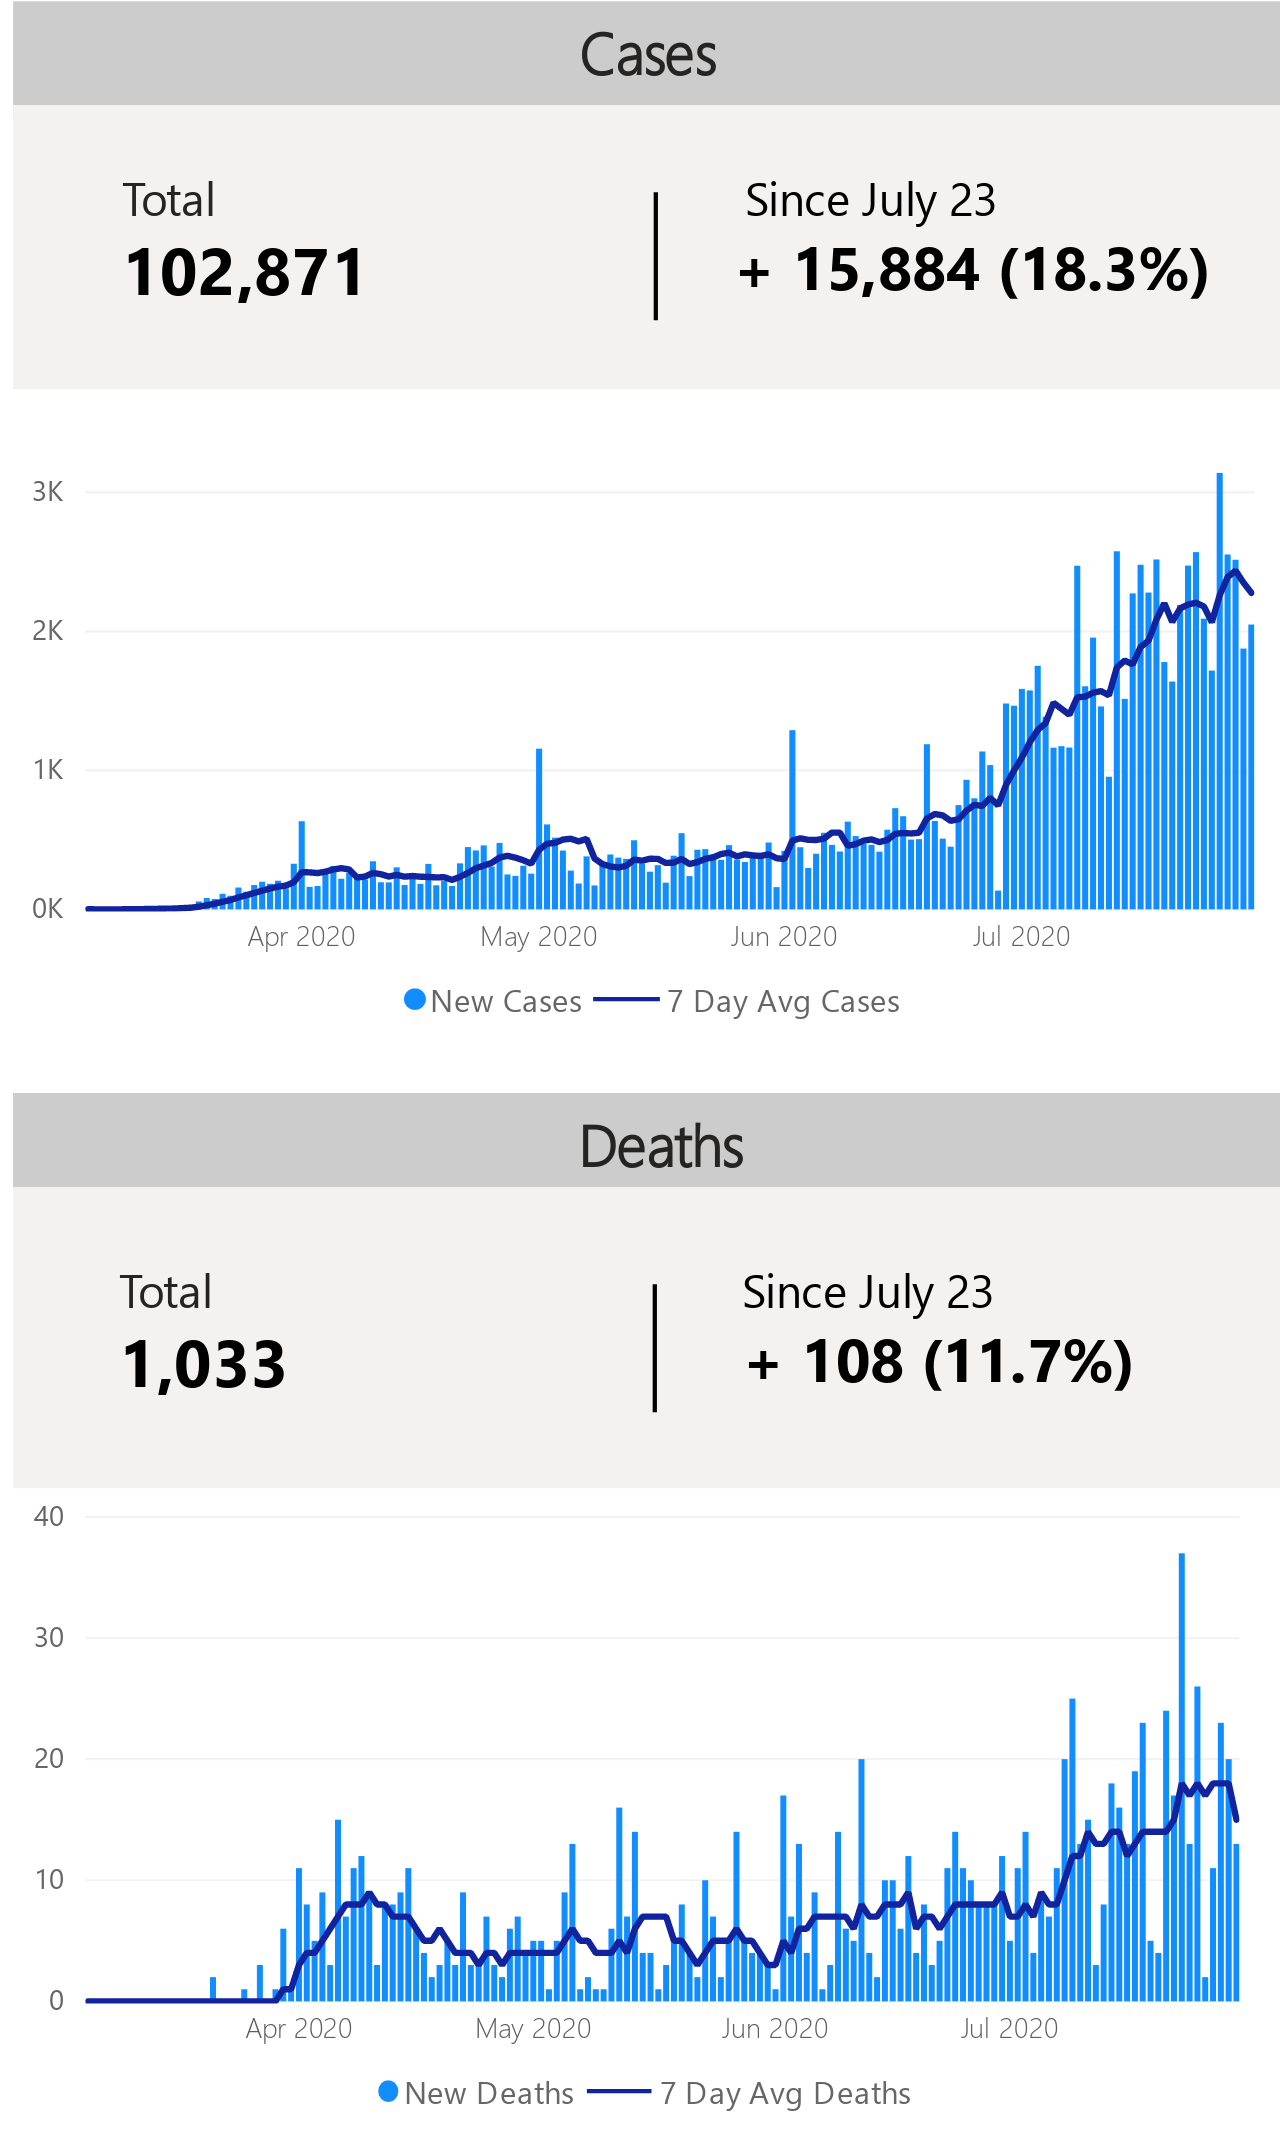 Cases
Total
Since July 23
102,871
+ 15,884 (18.3%)
3K
2K
1K
0K
Apr 2020
May 2020
Jun 2020
Jul 2020
New Cases
7 Day Avg Cases
Deaths
Total
Since July 23
1,033
+ 108 (11.7%)
40
30
20
10
0
Apr 2020
May 2020
Jun 2020
Jul 2020
New Deaths
7 Day Avg Deaths